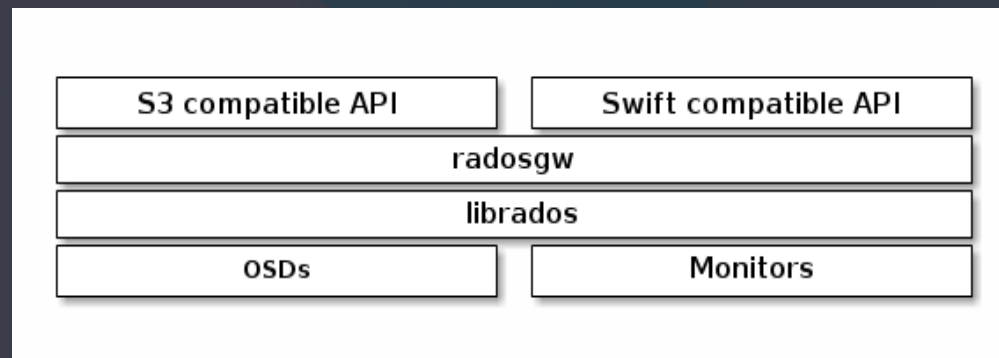 S3 compatible API
Swift compatible API
radosgw
librados
OSDs
Monitors